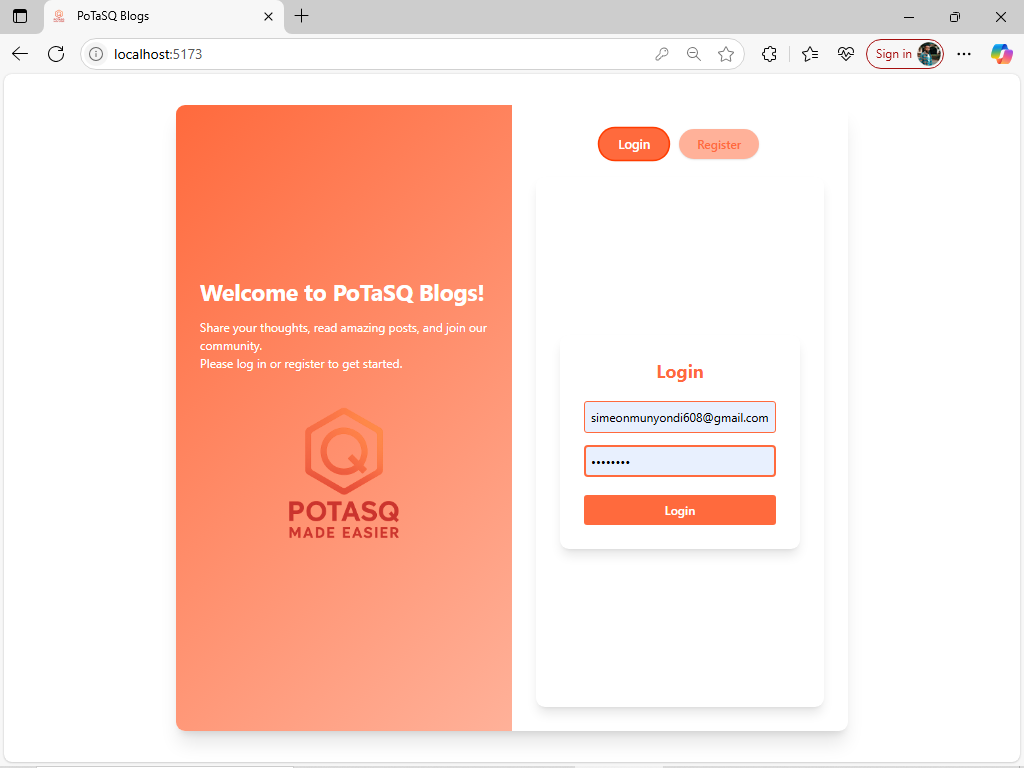 PoTaSQ Blogs
localhost:5173
Sign in
Login
Register
Welcome to PoTaSQ Blogs!
Share your thoughts, read amazing posts, and join our
community.
Please log in or register to get started.
POTASQ
MADE EASIER
Login
simeonmunyondi608@gmail.com
••••••••
Login